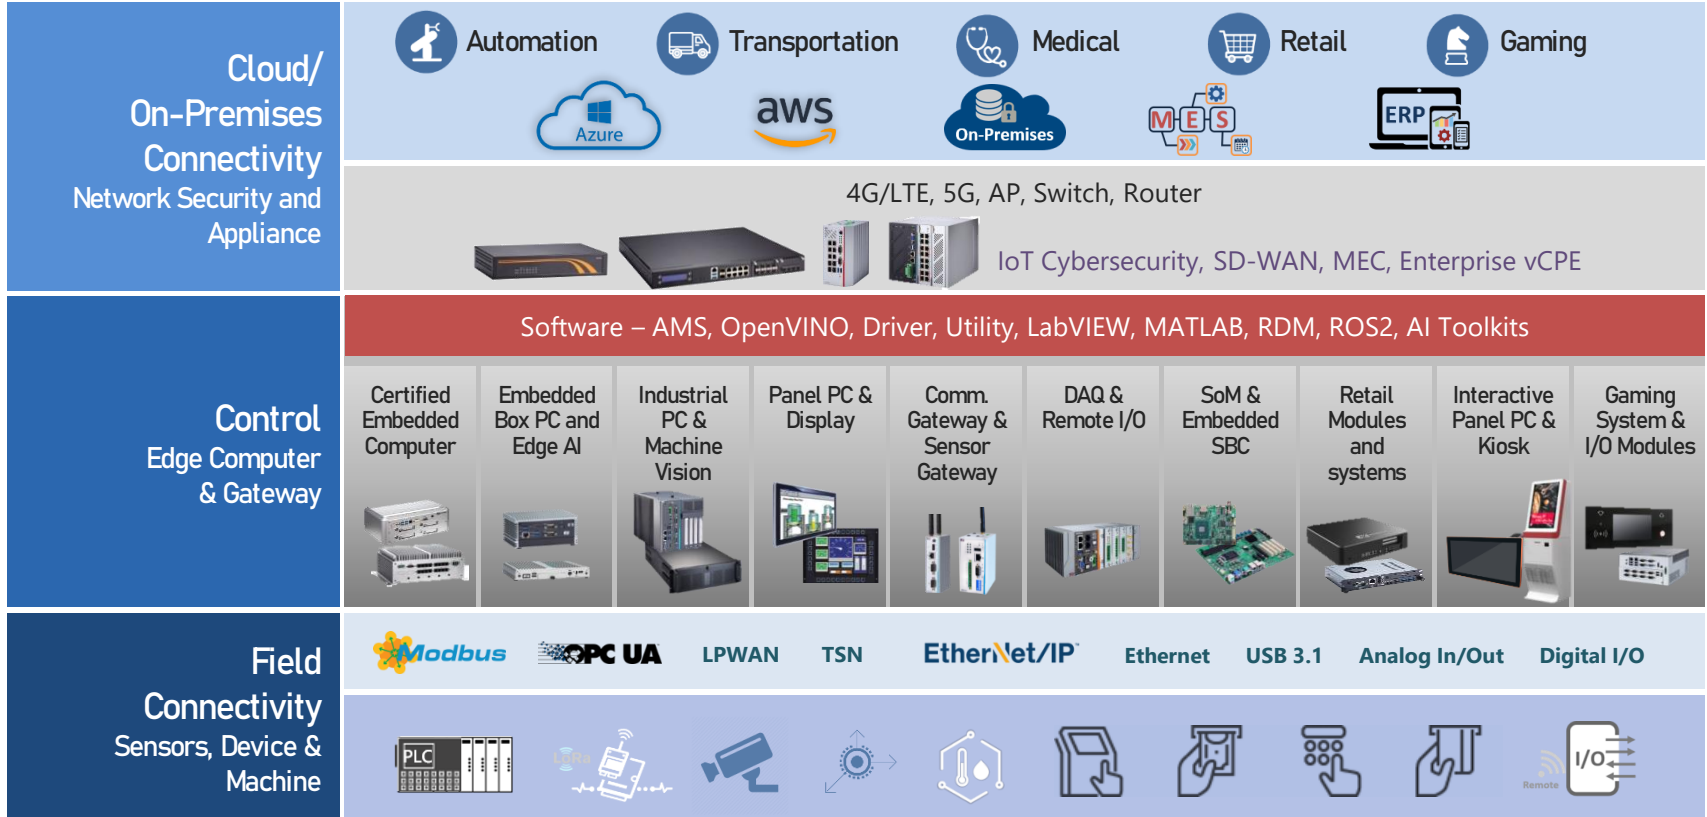 Cloud/
On-Premises
Connectivity
Network Security and
Appliance
Automation
Transportation
Medical
Retail
Gaming
Azure
aws
On-Premises
M-E-S
ERP
4G/LTE, 5G, AP, Switch, Router
IoT Cybersecurity, SD-WAN, MEC, Enterprise vCPE
Control
Edge Computer
& Gateway
Software – AMS, OpenVINO, Driver, Utility, LabVIEW, MATLAB, RDM, ROS2, AI Toolkits
Certified
Embedded
Computer
Embedded
Box PC and
Edge AI
Industrial
PC &
Machine
Vision
Panel PC &
Display
Comm.
Gateway &
Sensor
Gateway
DAQ &
Remote I/O
SoM &
Embedded
SBC
Retail
Modules
and
systems
Interactive
Panel PC &
Kiosk
Gaming
System &
I/O Modules
Field
Connectivity
Sensors, Device &
Machine
Modbus
OPC UA
LPWAN
TSN
EtherNet/IP™
Ethernet
USB 3.1
Analog In/Out
Digital I/O
PLC
LoRa
Remote
I/O